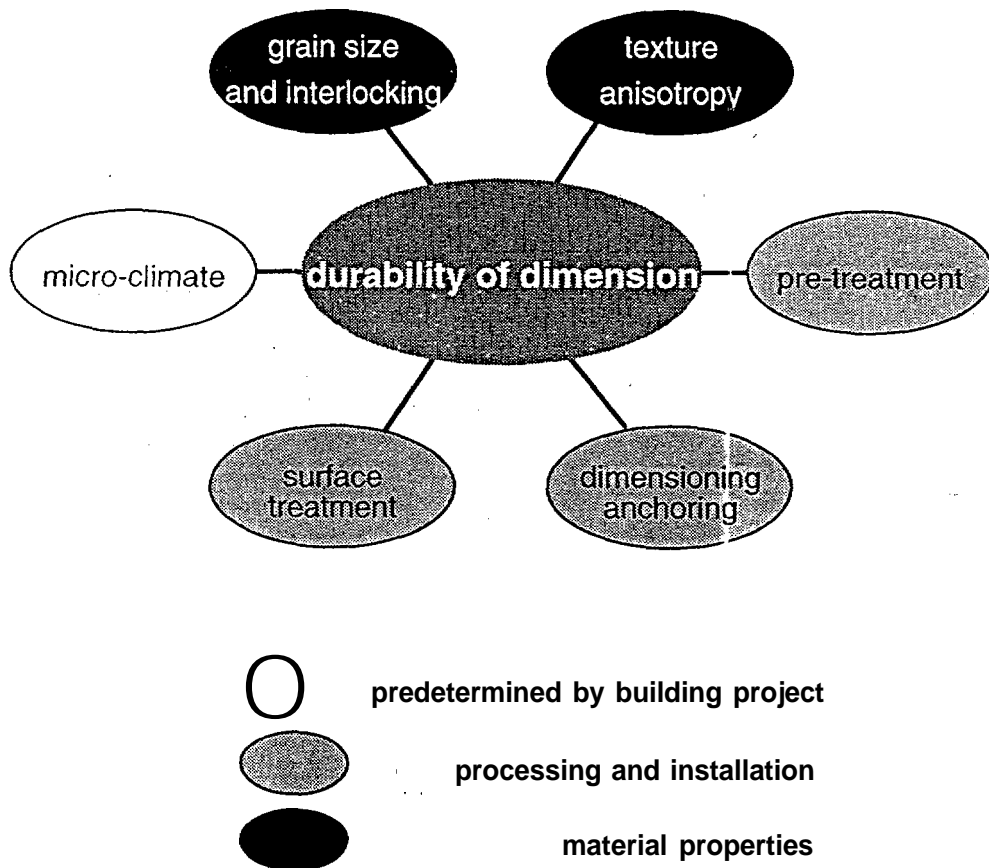 grain size
and interlocking
texture
anisotropy
micro-climate
durability of dimension
pre-treatment
surface
treatment
dimensioning
anchoring
predetermined by building project
processing and installation
material properties